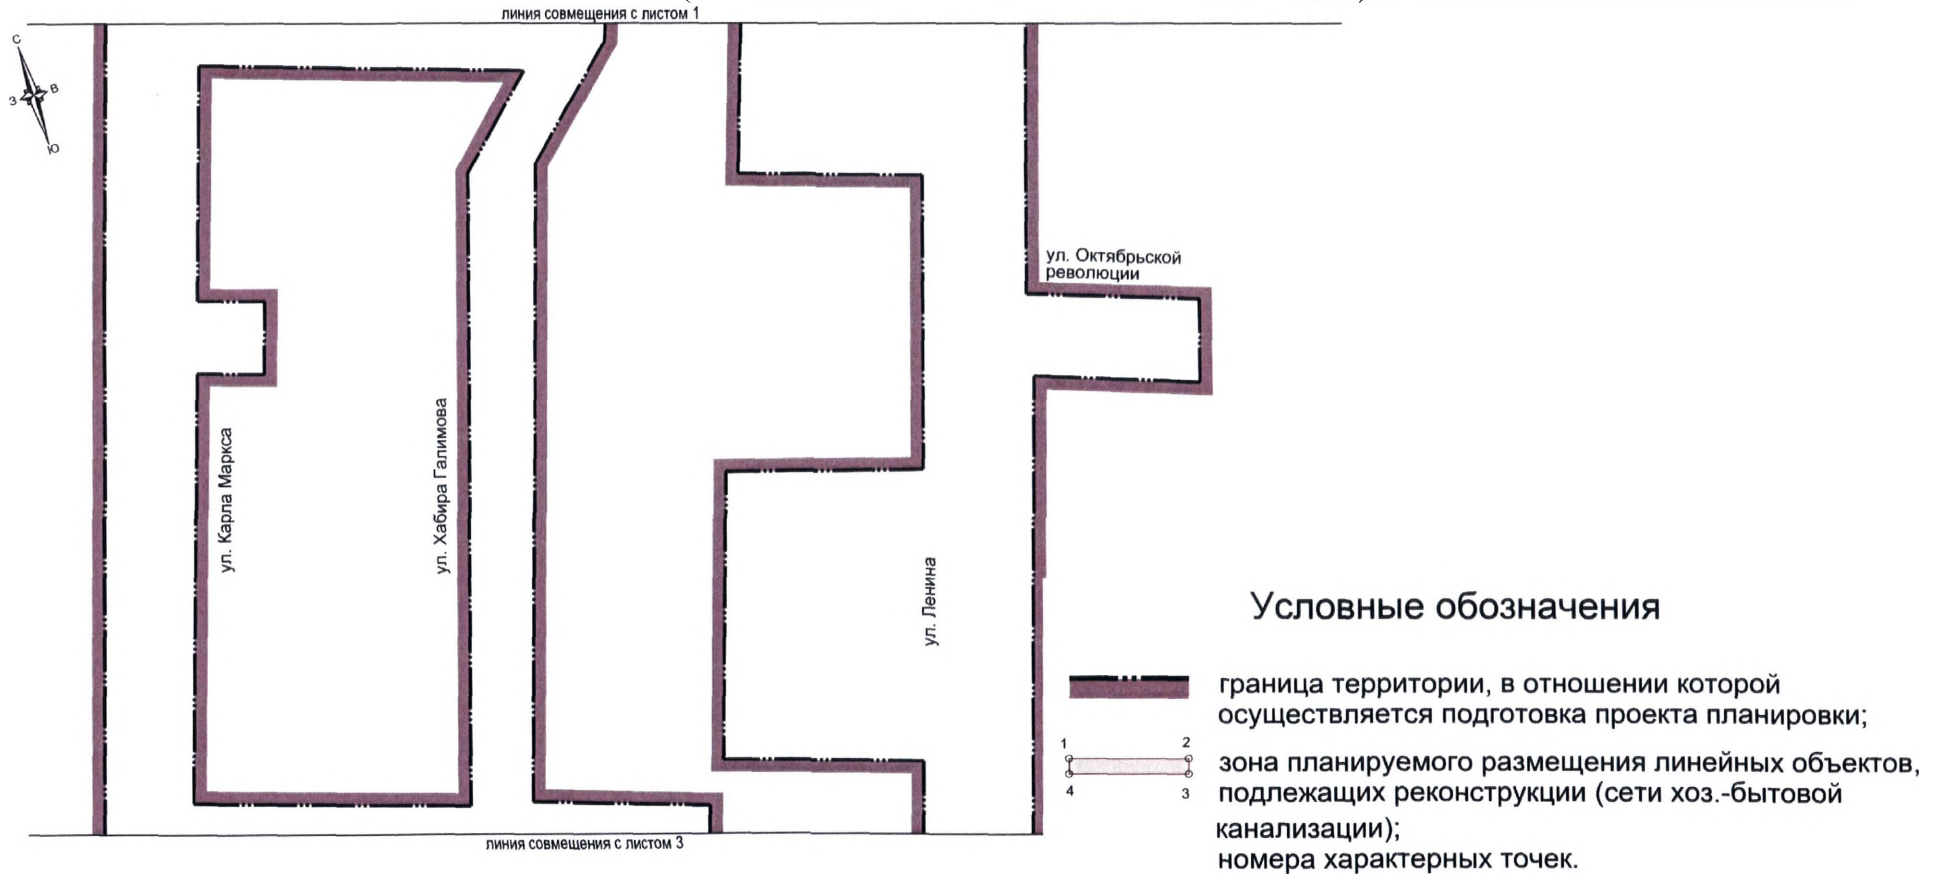 линия совмещения с листом 1
С
В
З
Ю
ул. Октябрьской
революции
ул. Карла Маркса
ул. Хабира Галимова
ул. Ленина
Условные обозначения
граница территории, в отношении которой
осуществляется подготовка проекта планировки;
1
2
4
3
зона планируемого размещения линейных объектов,
подлежащих реконструкции (сети хоз.-бытовой
канализации);
номера характерных точек.
линия совмещения с листом 3